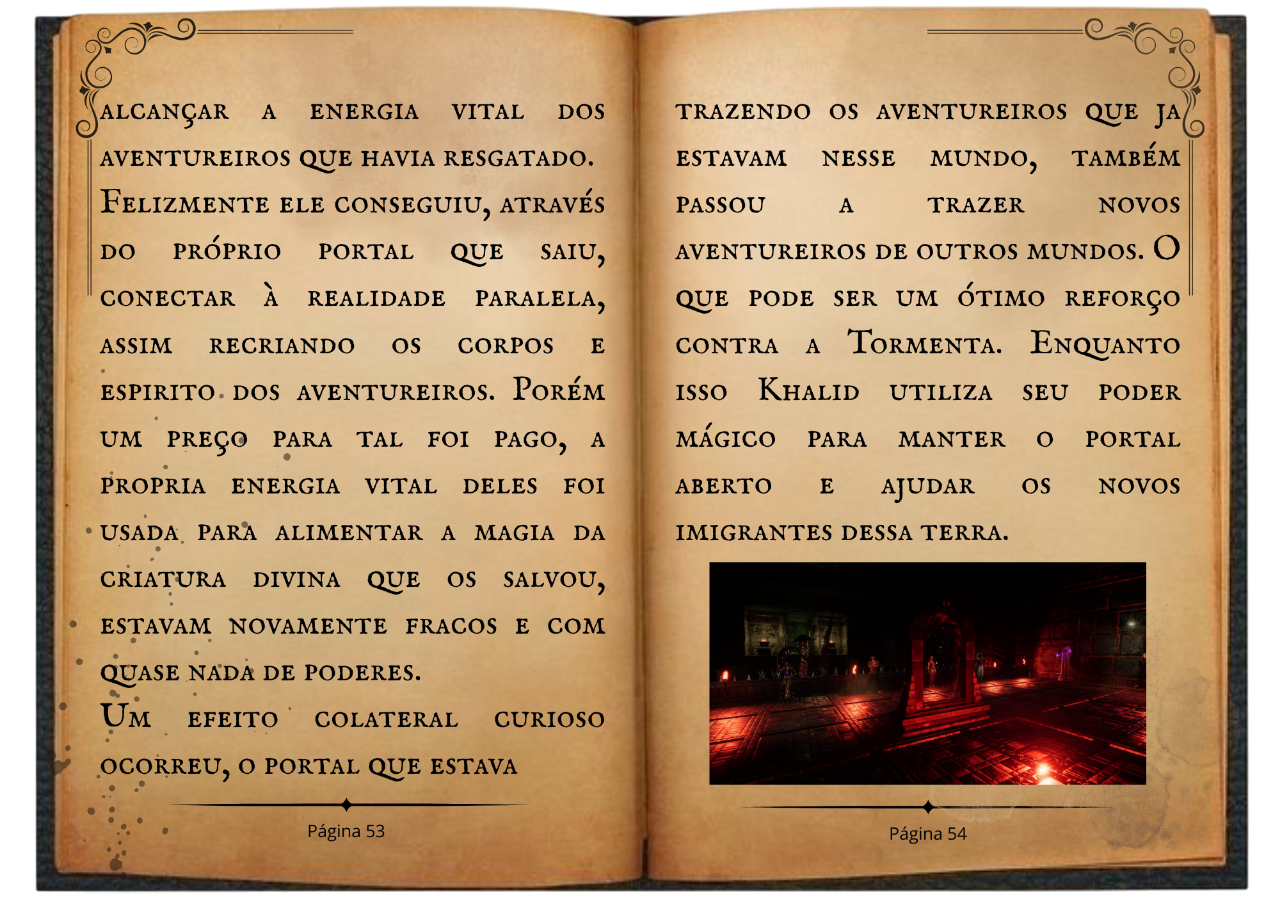 alcançar a energia vital dos
aventureiros que havia resgatado.
Felizmente ele conseguiu, através
do próprio portal que saiu,
conectar à realidade paralela,
assim recriando os corpos e
espirito dos aventureiros. Porém
um preço para tal foi pago, a
propria energia vital deles foi
usada para alimentar a magia da
criatura divina que os salvou,
estavam novamente fracos e com
quase nada de poderes.
Um efeito colateral curioso
ocorreu, o portal que estava
Página 53
trazendo os aventureiros que ja
estavam nesse mundo, também
passou a trazer novos
aventureiros de outros mundos. O
que pode ser um ótimo reforço
contra a Tormenta. Enquanto
isso Khalid utiliza seu poder
mágico para manter o portal
aberto e ajudar os novos
imigrantes dessa terra.
Página 54